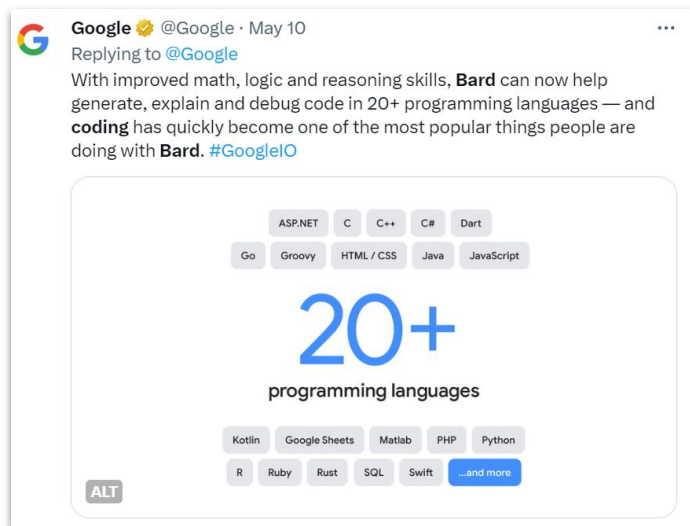 Google @Google · May 10
Replying to @Google
With improved math, logic and reasoning skills, Bard can now help
generate, explain and debug code in 20+ programming languages — and
coding has quickly become one of the most popular things people are
doing with Bard. #GoogleIO
ASP.NET C C++ C# Dart
Go Groovy HTML / CSS Java JavaScript
20+
programming languages
Kotlin Google Sheets Matlab PHP Python
R Ruby Rust SQL Swift ...and more
ALT